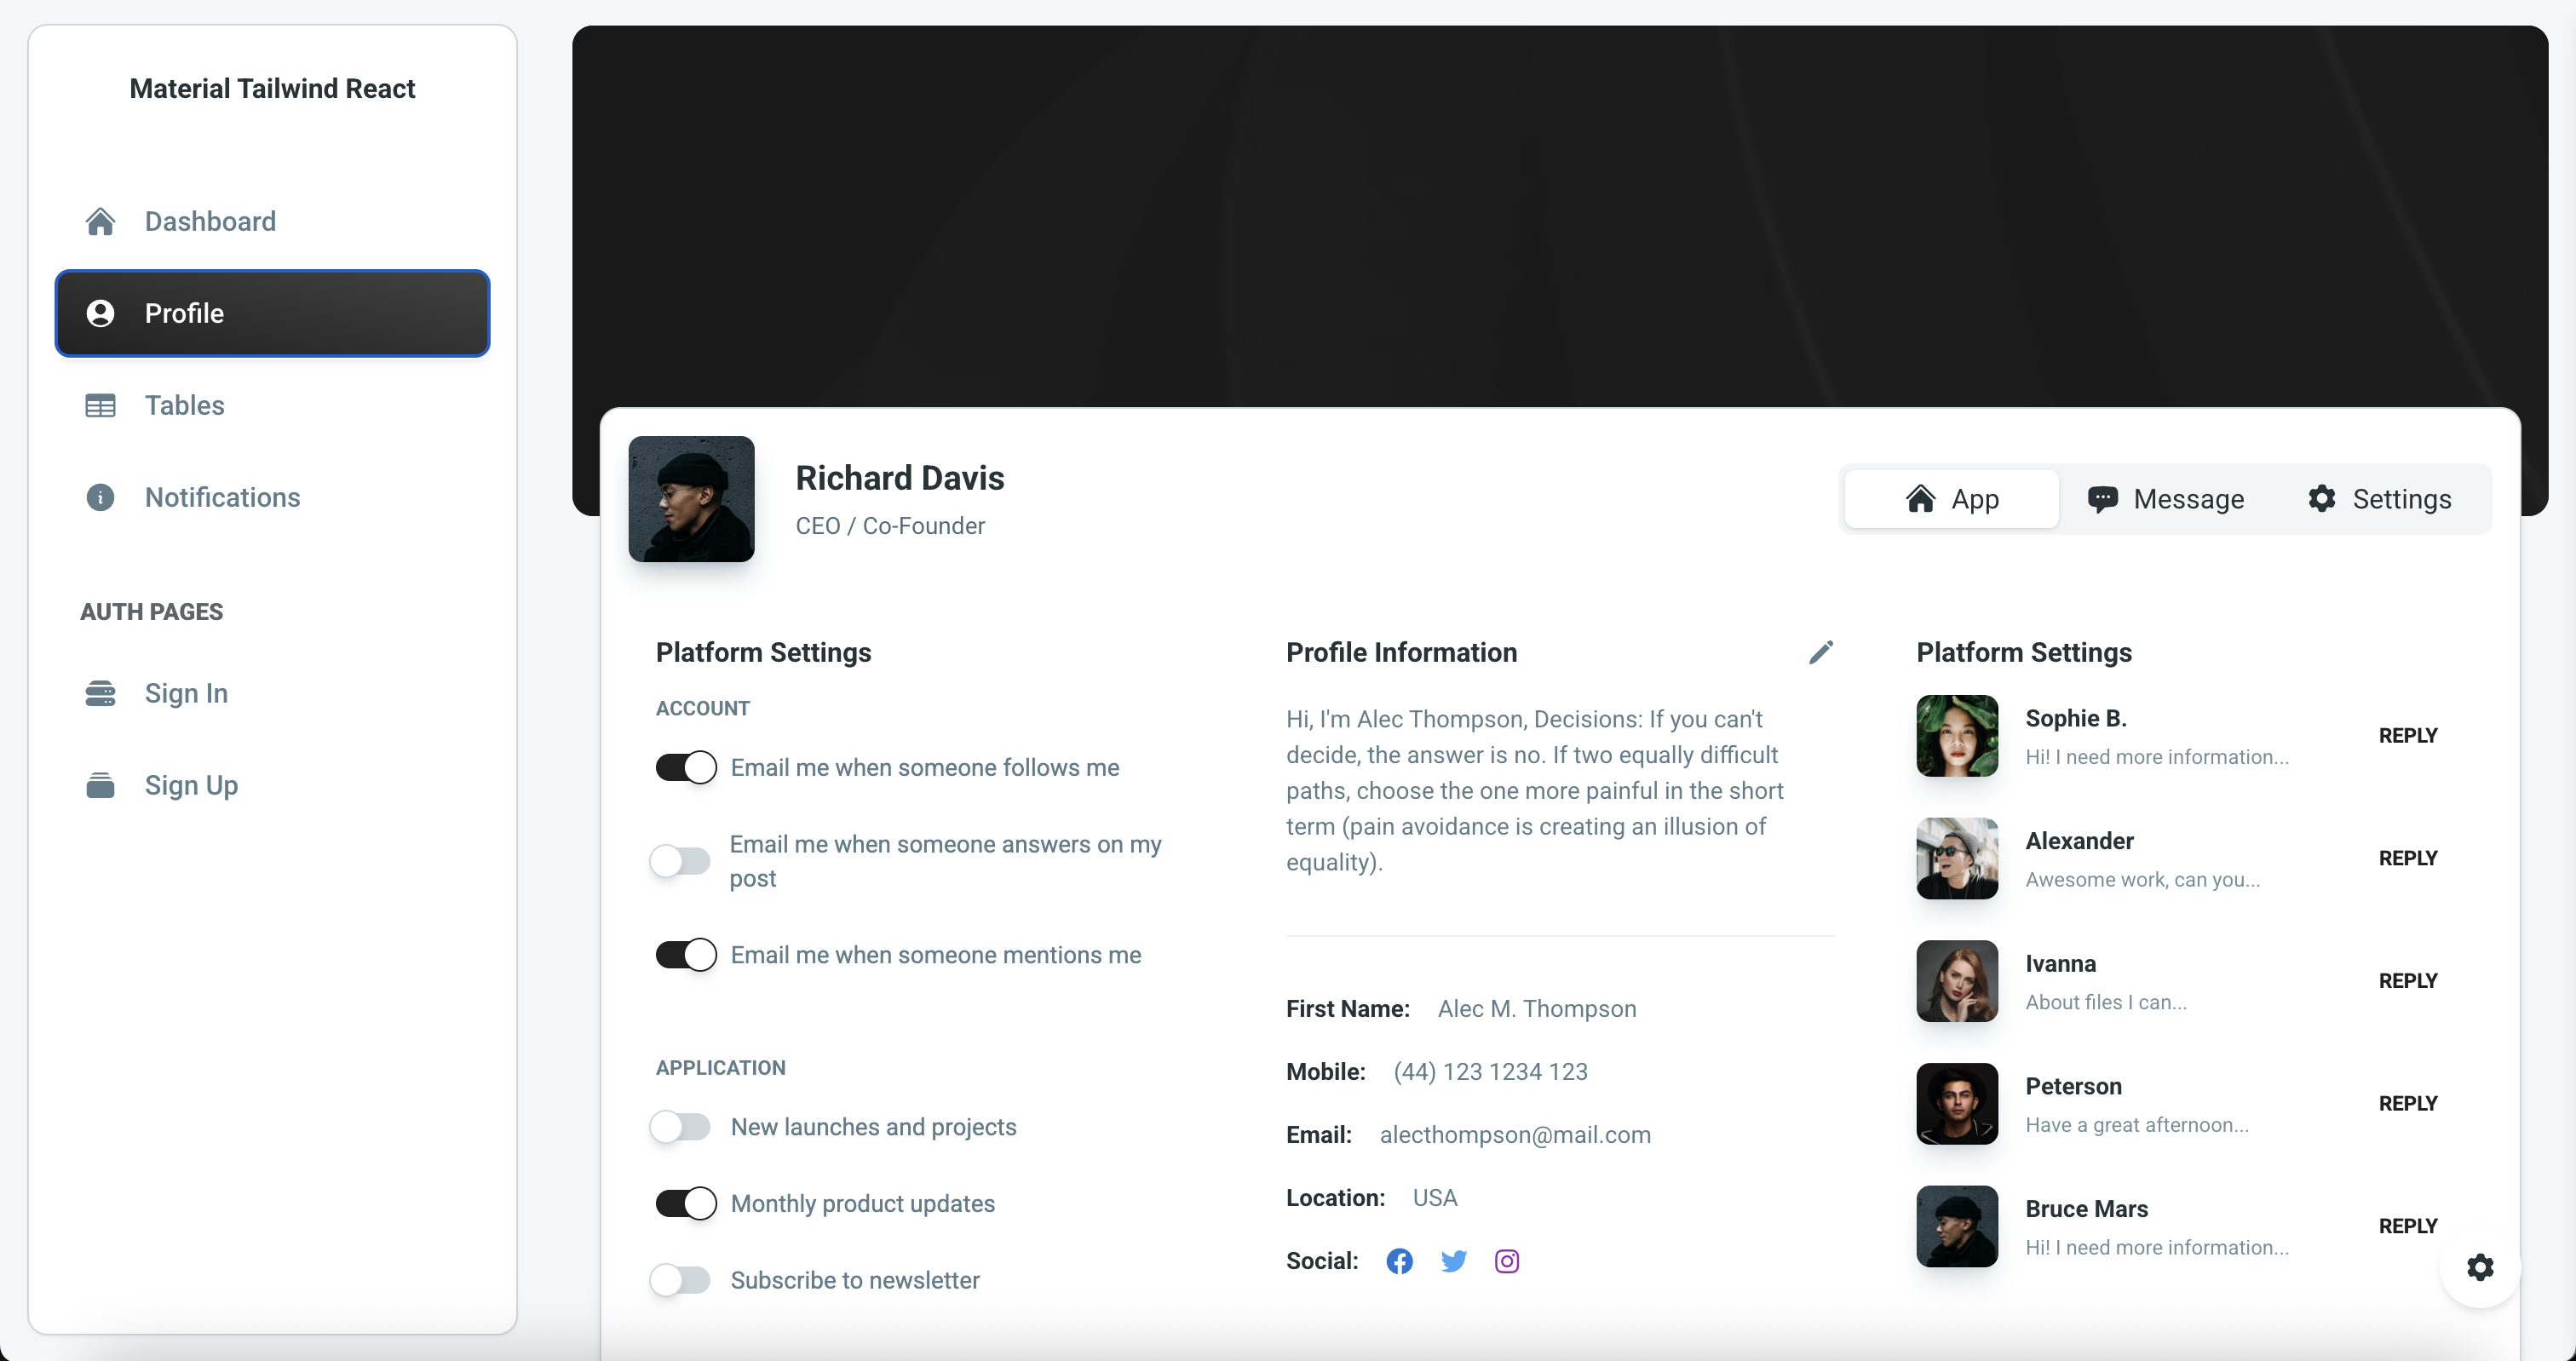 Material Tailwind React
Dashboard
Profile
Tables
Notifications
AUTH PAGES
Sign In
Sign Up
Richard Davis
CEO / Co-Founder
App
Message
Settings
Platform Settings
ACCOUNT
Email me when someone follows me
Email me when someone answers on my
post
Email me when someone mentions me
APPLICATION
New launches and projects
Monthly product updates
Subscribe to newsletter
Profile Information
Hi, I'm Alec Thompson, Decisions: If you can't
decide, the answer is no. If two equally difficult
paths, choose the one more painful in the short
term (pain avoidance is creating an illusion of
equality).
First Name: Alec M. Thompson
Mobile: (44) 123 1234 123
Email: alecthompson@mail.com
Location: USA
Social:
Platform Settings
Sophie B.
Hi! I need more information...
REPLY
Alexander
Awesome work, can you...
REPLY
Ivanna
About files I can...
REPLY
Peterson
Have a great afternoon...
REPLY
Bruce Mars
Hi! I need more information...
REPLY